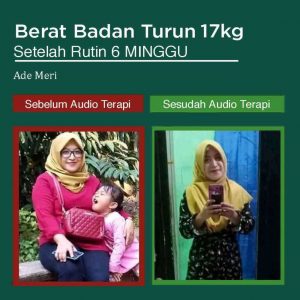 Berat Badan Turun 17kg
Setelah Rutin 6 MINGGU
Ade Meri
Sebelum Audio Terapi
Sesudah Audio Terapi